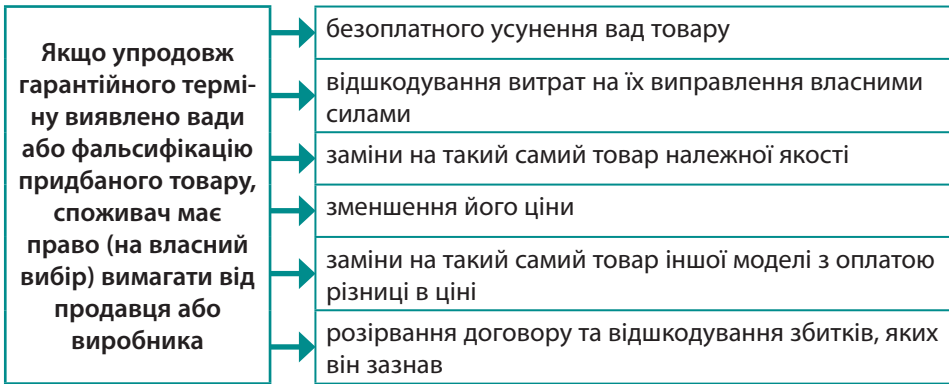 Якщо упродовж
гарантійного термі-
ну виявлено вади
або фальсифікацію
придбаного товару,
споживач має
право (на власний
вибір) вимагати від
продавця або
виробника
безоплатного усунення вад товару
відшкодування витрат на їх виправлення власними
силами
заміни на такий самий товар належної якості
зменшення його ціни
заміни на такий самий товар іншої моделі з оплатою
різниці в ціні
розірвання договору та відшкодування збитків, яких
він зазнав